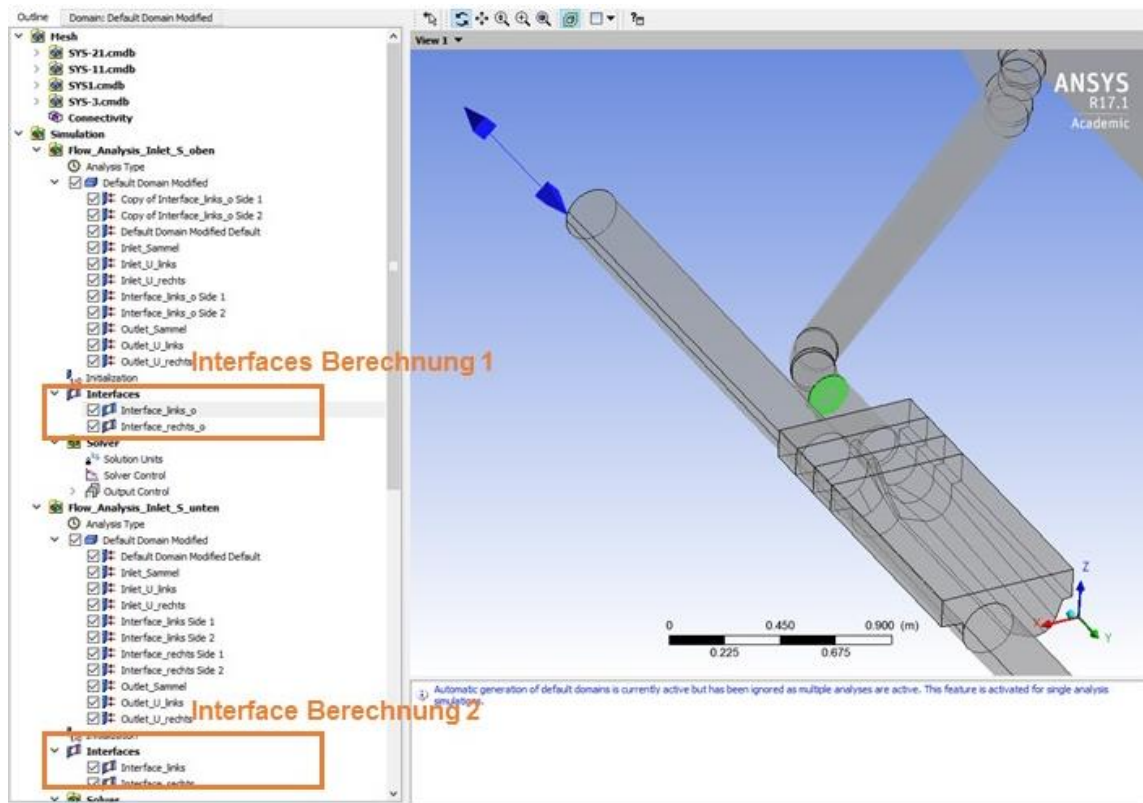 Outline Domain: Default Domain Modified
Mesh
SYS-21.cmdb
SYS-11.cmdb
SYS1.cmdb
SYS-3.cmdb
Connectivity
Simulation
Flow_Analysis_Inlet_S_oben
Analysis Type
Default Domain Modified
Copy of Interface_links_o Side 1
Copy of Interface_links_o Side 2
Default Domain Modified Default
Inlet_Sammel
Inlet_U_links
Inlet_U_rechts
Interface_links_o Side 1
Interface_links_o Side 2
Outlet_Sammel
Outlet_U_links
Outlet_U_rechts
Interfaces Berechnung 1
Initialization
Interfaces
Interface_links_o
Interface_rechts_o
Solver
Solution Units
Solver Control
Output Control
Flow_Analysis_Inlet_S_unten
Analysis Type
Default Domain Modified
Default Domain Modified Default
Inlet_Sammel
Inlet_U_links
Inlet_U_rechts
Interface_links Side 1
Interface_links Side 2
Interface_rechts Side 1
Interface_rechts Side 2
Outlet_Sammel
Outlet_U_links
Outlet_U_rechts
Interface Berechnung 2
Initialization
Interfaces
Interface_links
Interface_rechts
Solver
View 1
ANSYS
R17.1
Academic
Z
X
Y
0 0.450 0.900 (m)
0.225 0.675
Automatic generation of default domains is currently active but has been ignored as multiple analyses are active. This feature is activated for single analysis
simulations.